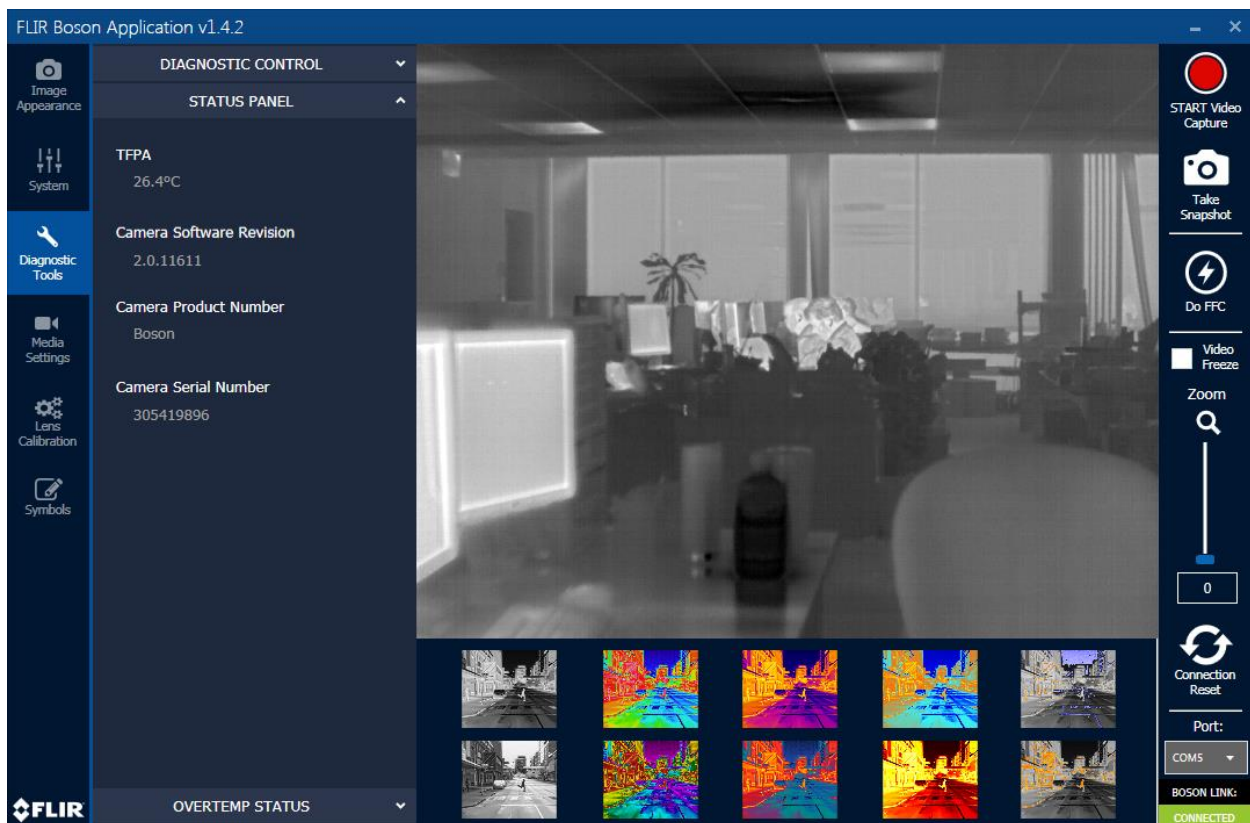 FLIR Boson Application v1.4.2
Image
Appearance
System
Diagnostic
Tools
Media
Settings
Lens
Calibration
Symbols
FLIR
DIAGNOSTIC CONTROL
STATUS PANEL
TFPA
26.4ºC
Camera Software Revision
2.0.11611
Camera Product Number
Boson
Camera Serial Number
305419896
OVERTEMP STATUS
START Video
Capture
Take
Snapshot
Do FFC
Video
Freeze
Zoom
0
Connection
Reset
Port:
COM5
BOSON LINK:
CONNECTED